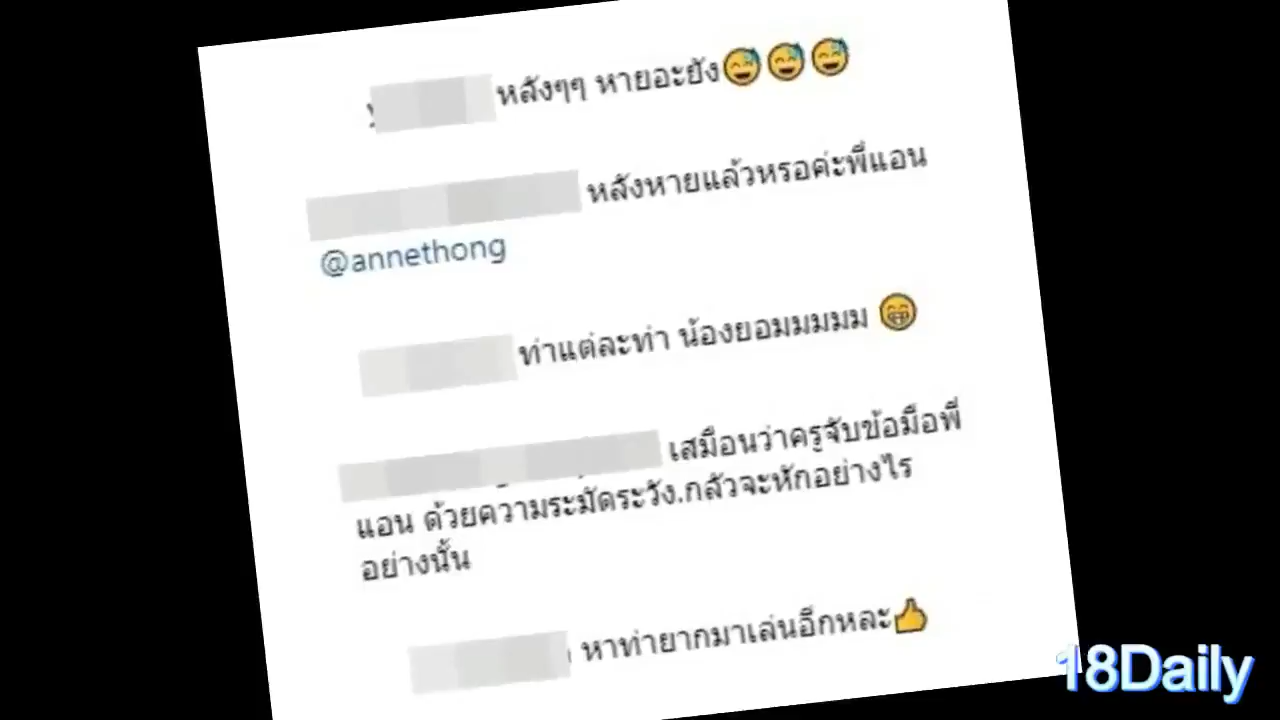 หลังๆๆ หายอะยัง😅😅😅
หลังหายแล้วหรอค่ะพี่แอน
@annethong
ท่าแต่ละท่า น้องยอมมมมมม 😁
เสมือนว่าครูจับข้อมือพี่
แอน ด้วยความระมัดระวัง.กลัวจะหักอย่างไร
อย่างนั้น
หาท่ายากมาเล่นอีกหละ👍
18Daily